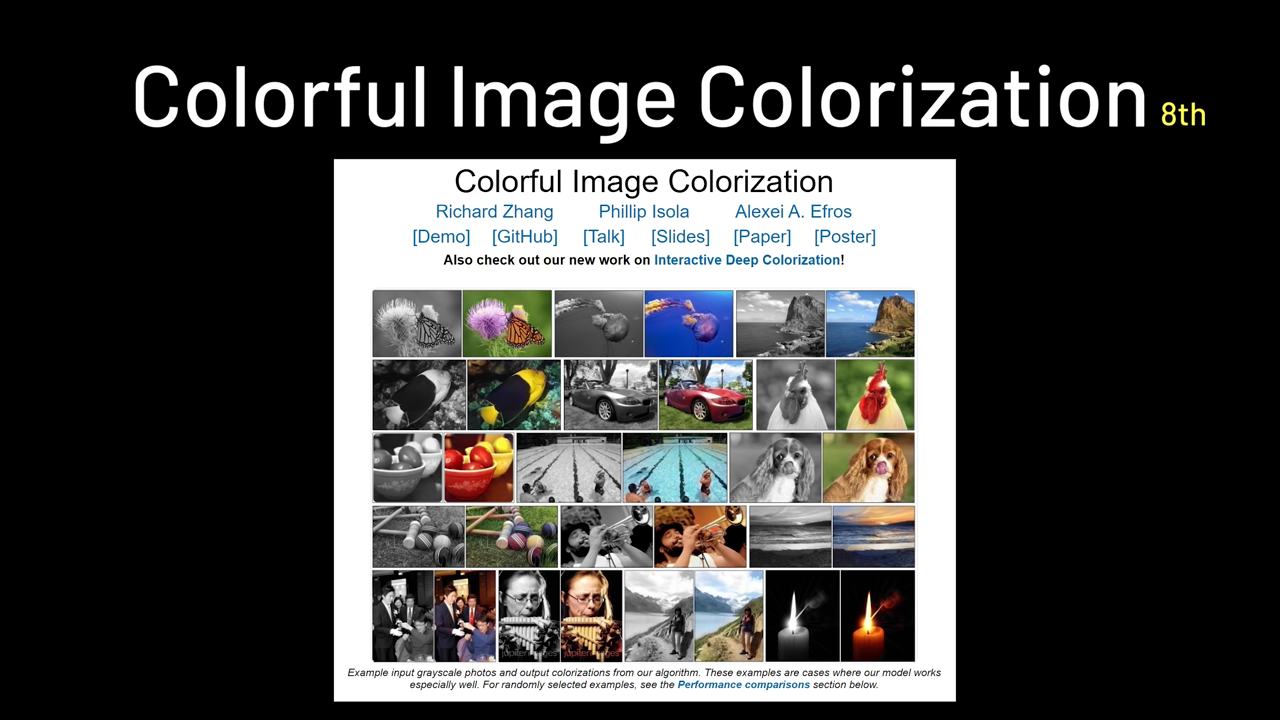 Colorful Image Colorization 8th
Colorful Image Colorization
Richard Zhang Phillip Isola Alexei A. Efros
[Demo] [GitHub] [Talk] [Slides] [Paper] [Poster]
Also check out our new work on Interactive Deep Colorization!
jupiterimages jupiterimages
Example input grayscale photos and output colorizations from our algorithm. These examples are cases where our model works
especially well. For randomly selected examples, see the Performance comparisons section below.